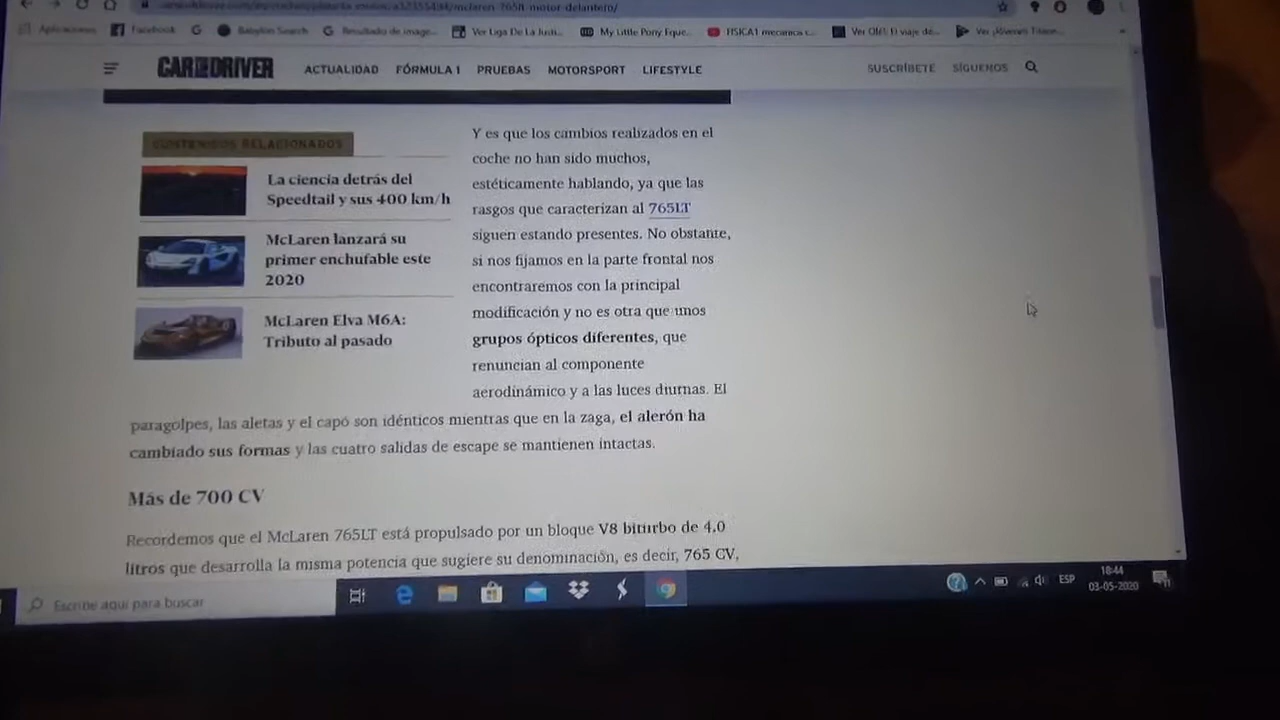 mclaren-765lt-motor-delantero/
Aplicaciones Facebook Babylon Search Resultado de image... Ver Liga De La Justi... My Little Pony Eque... FISICA1 mecanica c... Ver Olé! El viaje de... Ver ¡Jóvenes Titane...
CAR AND DRIVER ACTUALIDAD FÓRMULA 1 PRUEBAS MOTORSPORT LIFESTYLE SUSCRÍBETE SÍGUENOS
CONTENIDOS RELACIONADOS
La ciencia detrás del
Speedtail y sus 400 km/h
McLaren lanzará su
primer enchufable este
2020
McLaren Elva M6A:
Tributo al pasado
Y es que los cambios realizados en el
coche no han sido muchos,
estéticamente hablando, ya que las
rasgos que caracterizan al 765LT
siguen estando presentes. No obstante,
si nos fijamos en la parte frontal nos
encontraremos con la principal
modificación y no es otra que unos
grupos ópticos diferentes, que
renuncian al componente
aerodinámico y a las luces diurnas. El
paragolpes, las aletas y el capó son idénticos mientras que en la zaga, el alerón ha
cambiado sus formas y las cuatro salidas de escape se mantienen intactas.
Más de 700 CV
Recordemos que el McLaren 765LT está propulsado por un bloque V8 biturbo de 4.0
litros que desarrolla la misma potencia que sugiere su denominación, es decir, 765 CV,
Escribe aquí para buscar
ESP
18:44
03-05-2020